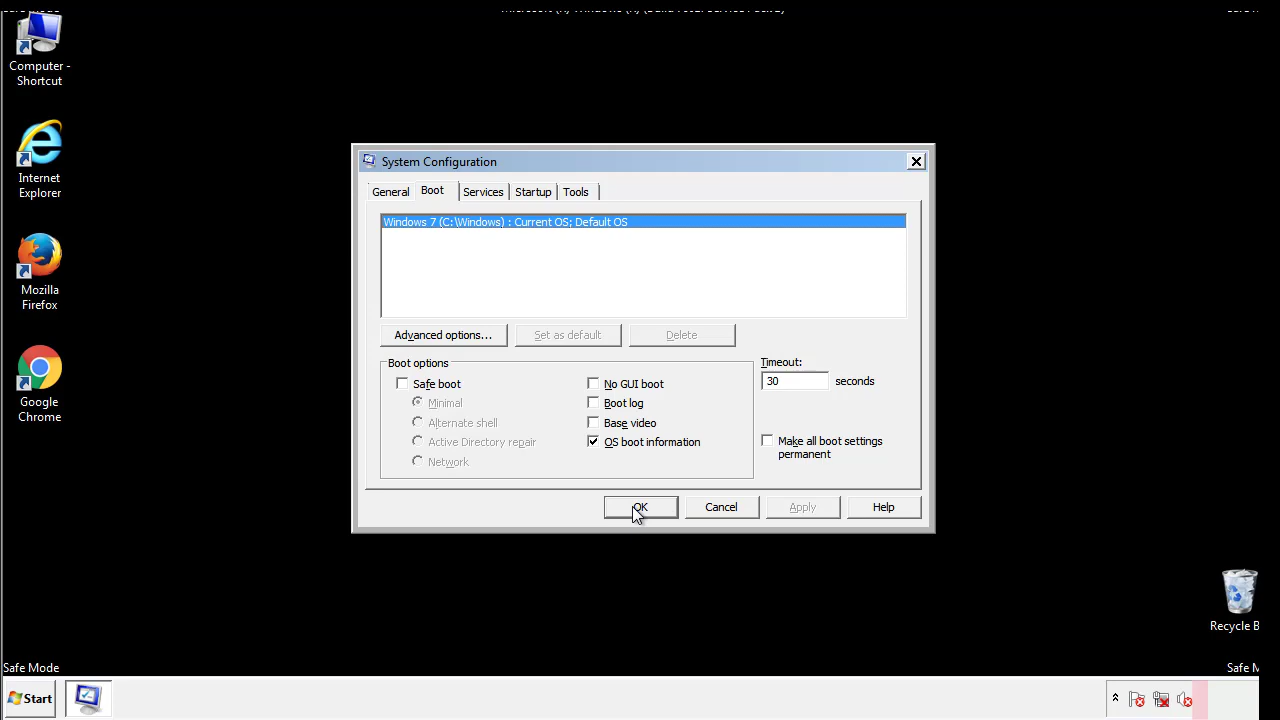 Computer -
Shortcut
Internet
Explorer
Mozilla
Firefox
Google
Chrome
System Configuration
General
Boot
Services
Startup
Tools
Windows 7 (C:\Windows) : Current OS; Default OS
Advanced options...
Set as default
Delete
Boot options
Safe boot
Minimal
Alternate shell
Active Directory repair
Network
No GUI boot
Boot log
Base video
OS boot information
Timeout:
30 seconds
Make all boot settings
permanent
OK
Cancel
Apply
Help
Recycle B
Safe Mode
Safe M
Start